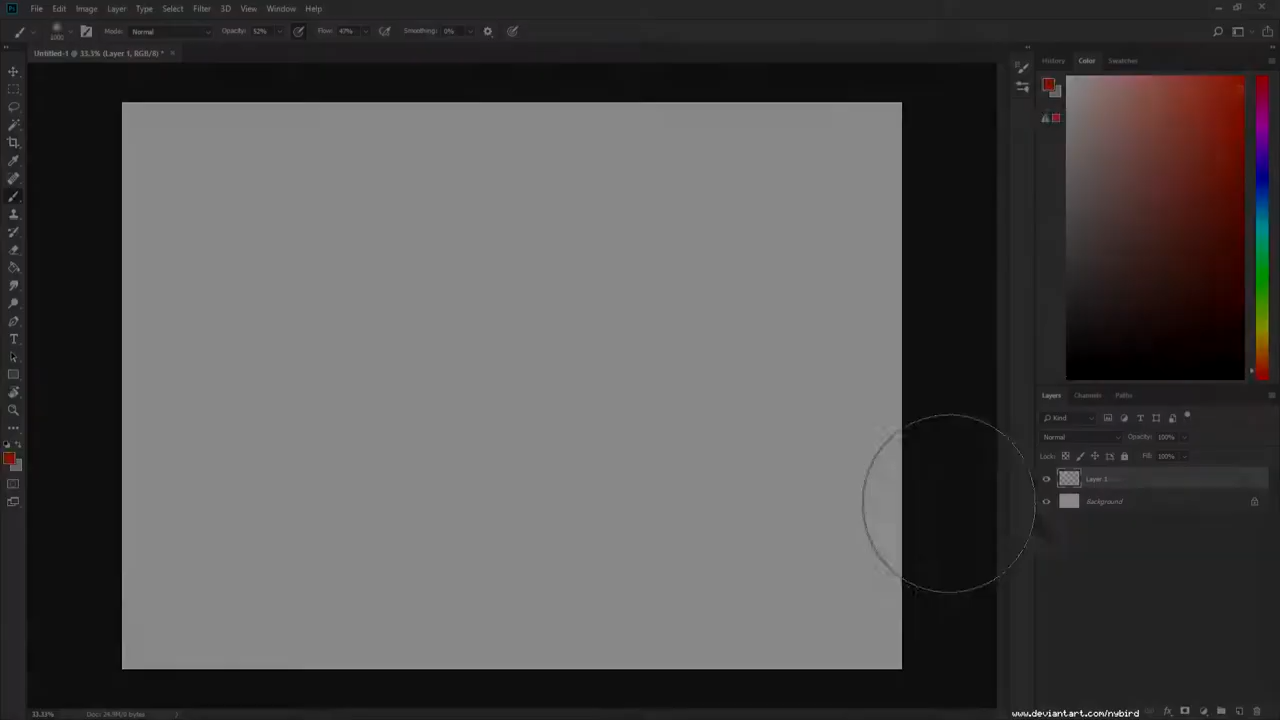 File Edit Image Layer Type Select Filter 3D View Window Help
1000 Mode: Normal Opacity: 52% Flow: 47% Smoothing: 0%
Untitled-1 @ 33.3% (Layer 1, RGB/8) *
History Color Swatches
Layers Channels Paths
Kind
Normal Opacity: 100%
Lock: Fill: 100%
Layer 1
Background
33.33% Doc: 24.9M/0 bytes
www.deviantart.com/nybird